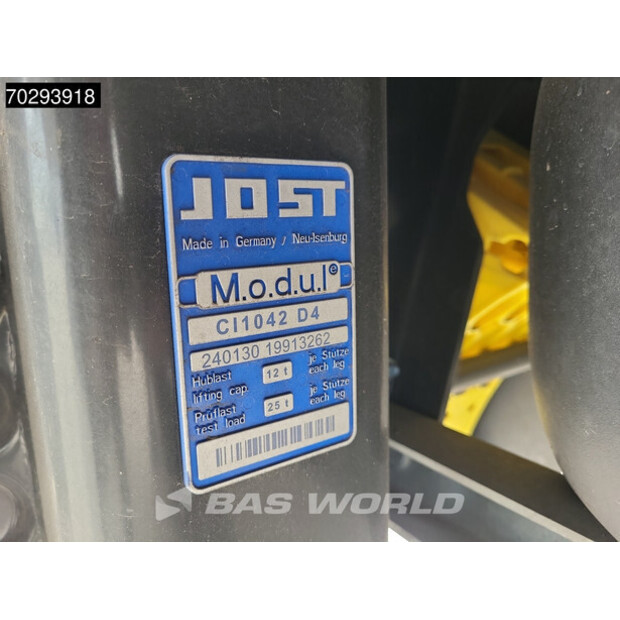 70293918
JOST
Made in Germany / Neu-Isenburg
M.o.d.u.l®
CI1042 D4
240130 19913262
Hublast 12 t je Stütze
lifting cap. each leg
Prüflast 25 t je Stütze
test load each leg
BAS WORLD